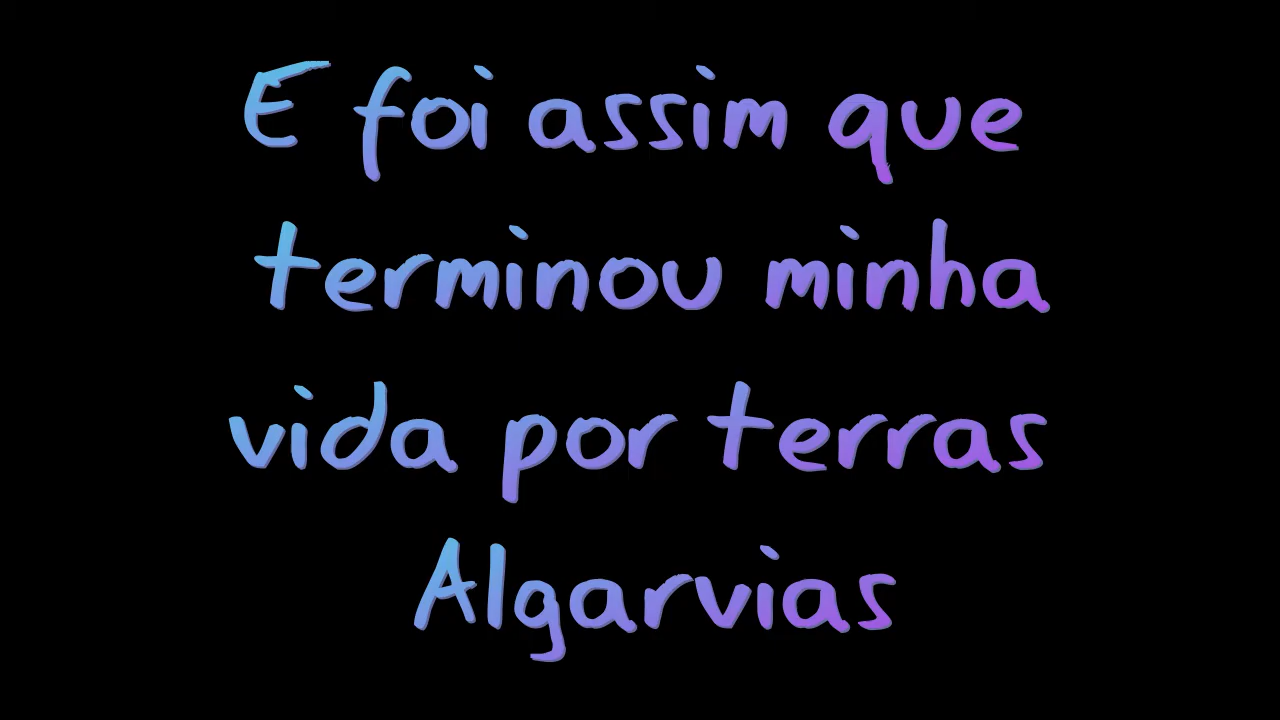 E foi assim que
terminou minha
vida por terras
Algarvias